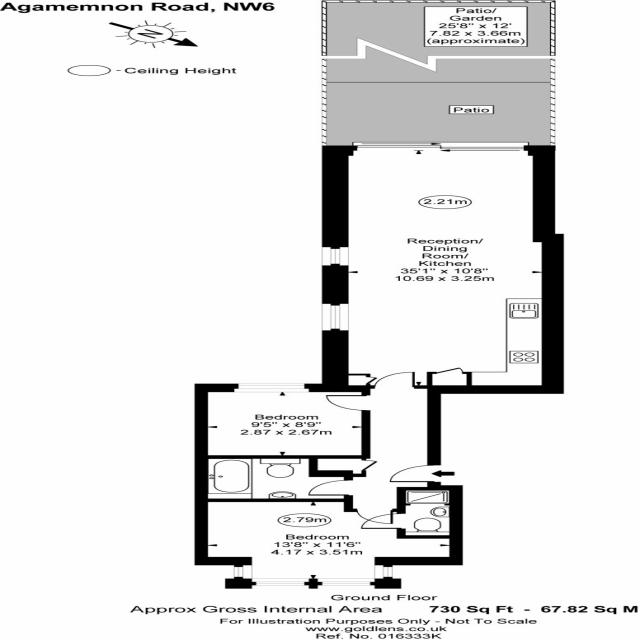 Agamemnon Road, NW6
N
- Ceiling Height
Patio/
Garden
25'8" x 12'
7.82 x 3.66m
(approximate)
Patio
2.21m
Reception/
Dining
Room/
Kitchen
35'1" x 10'8"
10.69 x 3.25m
Bedroom
9'5" x 8'9"
2.87 x 2.67m
2.79m
Bedroom
13'8" x 11'6"
4.17 x 3.51m
Ground Floor
Approx Gross Internal Area 730 Sq Ft - 67.82 Sq M
For Illustration Purposes Only - Not To Scale
www.goldlens.co.uk
Ref. No. 016333K